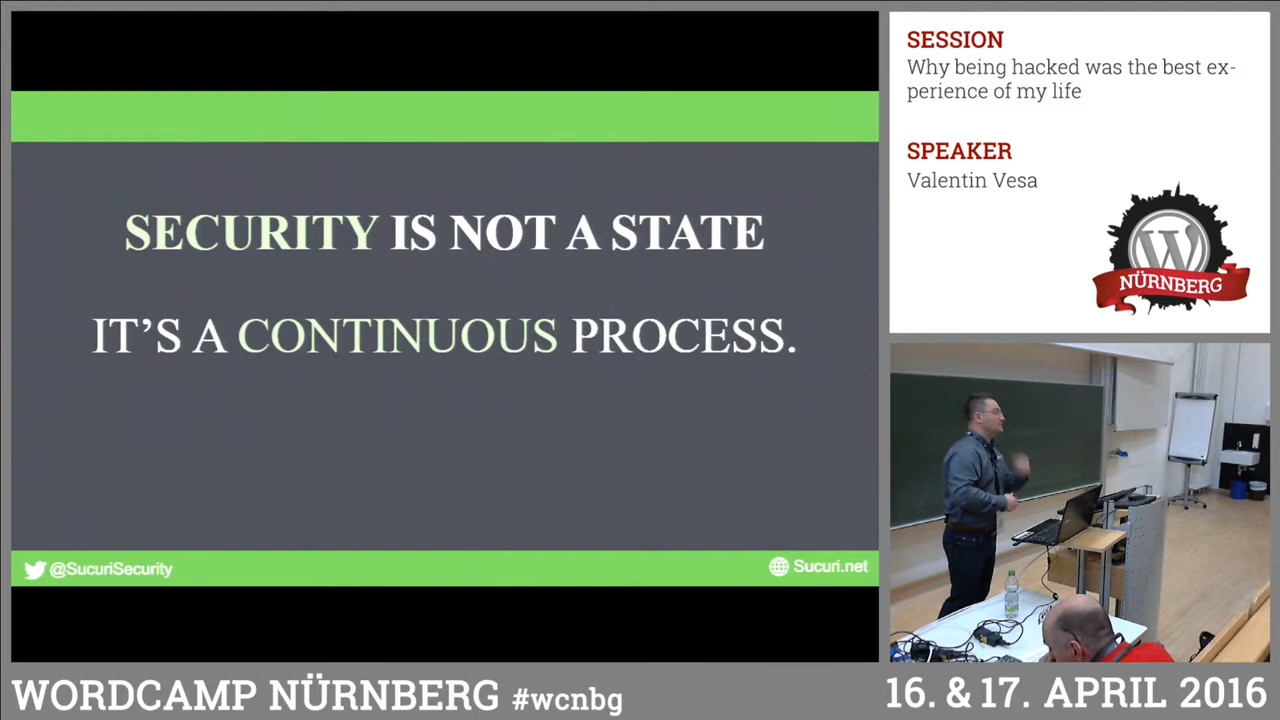 SECURITY IS NOT A STATE
IT'S A CONTINUOUS PROCESS.
@SucuriSecurity
Sucuri.net
SESSION
Why being hacked was the best ex-
perience of my life
SPEAKER
Valentin Vesa
W
NÜRNBERG
WORDCAMP NÜRNBERG #wcnbg
16. & 17. APRIL 2016